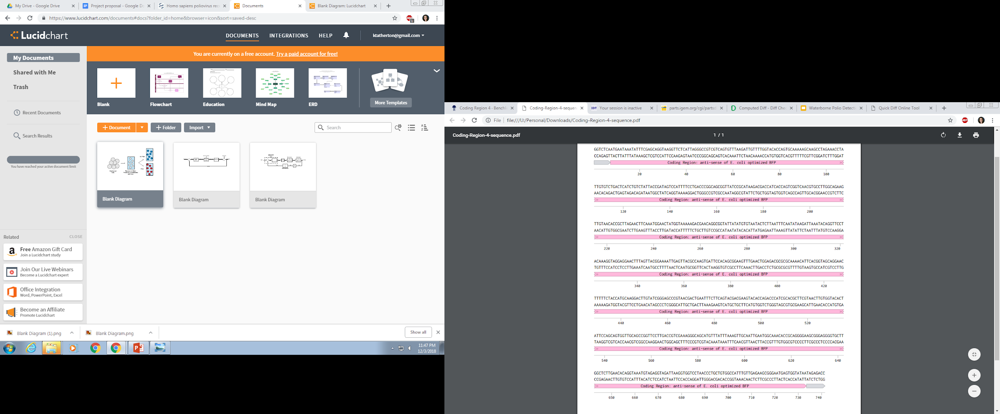 My Drive - Google Drive
Project proposal - Google Do
Homo sapiens poliovirus rece
Documents
Blank Diagram: Lucidchart
https://www.lucidchart.com/documents#docs?folder_id=home&browser=icon&sort=saved-desc
ABP
1
Lucidchart
DOCUMENTS
INTEGRATIONS
HELP
ktatherton@gmail.com
You are currently on a free account. Try a paid account for free!
My Documents
Shared with Me
Trash
Recent Documents
Search Results
You have reached your active document limit
Blank
Flowchart
Education
Mind Map
ERD
More Templates
+ Document
+ Folder
Import
Search
Blank Diagram
Blank Diagram
Blank Diagram
Related
CLOSE
Free Amazon Gift Card
Join a Lucidchart study
Join Our Live Webinars
Become a Lucidchart expert
Office Integration
Word, PowerPoint, Excel
Become an Affiliate
Promote Lucidchart
Blank Diagram (1).png
Blank Diagram.png
Show all
11:47 PM
12/3/2018
Coding Region 4 · Benchli
Coding-Region-4-sequen
IDT
Your session is inactive
parts.igem.org/cgi/partsd
Computed Diff - Diff Chec
Waterborne Polio Detecti
Quick Diff Online Tool
File
file:///U:/Personal/Downloads/Coding-Region-4-sequence.pdf
ABP
Coding-Region-4-sequence.pdf
1 / 1
GGTCTCAATGAATAAATATTTCGAGCAGGTAAGGTTCTCATTAGGGCCGTCGTCAGTGTTTAAGATTGTTTTGGTACACCAGTGCAAAAAGCAAGCCTAGAAACCTA
CCAGAGTTACTTATTTATAAAGCTCGTCCATTCCAAGAGTAATCCCGGCAGCAGTCACAAATTCTAACAAAACCATGTGGTCACGTTTTTCGTTCGGATCTTTGGAT
Coding Region: anti-sense of E. coli optimized BFP
20 40 60 80 100
TTGTGTCTGACTCATCTGTCTATTACCGATAGTCCATTTTCCTGACCCGGCAGCGGTTATCCGCATAAGACGACCATCACCAGTCGGTCAACGTGCCTTGGCAGAAG
AACACAGACTGAGTAGACAGATAATGGCTATCAGGTAAAAGGACTGGGCCGTCGCCAATAGGCGTATTCTGCTGGTAGTGGTCAGCCAGTTGCACGGAACCGTCTTC
Coding Region: anti-sense of E. coli optimized BFP
120 140 160 180 200
TTGTAACACCGCTTAGAACTTCAAATGGAACTATGGTAAAAAGACGAACAGGCGGTATTATATGTGTAATACTCTTAATTTCAATATAAGATTAAATACAGGTTCCT
AACATTGTGGCGAATCTTGAAGTTTACCTTGATACCATTTTTCTGCTTGTCCGCCATAATATACACATTATGAGAATTAAAGTTATATTCTAATTTATGTCCAAGGA
Coding Region: anti-sense of E. coli optimized BFP
220 240 260 280 300 320
ACAAAGGTAGGAGGAACTTTAGTTACGGAAAATTGAGTTACGCCAAGTGATTCCACAGCGGAAGTTTGAACTGGAGACGCGCGCAAAACATTCACGGTAGCAGGAAC
TGTTTCCATCCTCCTTGAAATCAATGCCTTTTAACTCAATGCGGTTCACTAAGGTGTCGCCTTCAAACTTGACCTCTGCGCGCGTTTTGTAAGTGCCATCGTCCTTG
Coding Region: anti-sense of E. coli optimized BFP
340 360 380 400 420
TTTTTCTACCATGCAAGGACTTGTATCGGGAGCCCGTAACGACTGAATTTCTTCAGTACGACGAAGTACACCAGACCCATCGCACGCTTCGTAACTTGTGGTACACT
AAAAAGATGGTACGTTCCTGAACATAGCCCTCGGGCATTGCTGACTTAAAGAAGTCATGCTGCTTCATGTGGTCTGGGTAGCGTGCGAAGCATTGAACACCATGTGA
Coding Region: anti-sense of E. coli optimized BFP
440 460 480 500 520
ATTCCAGCAGTGGTTGCAGCCGGTTCCTTGACCGTCGAAAGGGCAGCATGTTTATTTAAAGTTGCAATTGAATGGCAAACACCGCAGGGGAAGCGGGAGGGGTGCTT
TAAGGTCGTCACCAACGTCGGCCAAGGAACTGGCAGCTTTCCCGTCGTACAAATAAATTTCAACGTTAACTTACCGTTTGTGGCGTCCCCTTCGCCCTCCCCACGAA
Coding Region: anti-sense of E. coli optimized BFP
540 560 580 600 620 640
GGCTCTTGAACACAGGTAAATGTAGAGGTAGATTAAGGTGGTCCTAACCCTGCTGTGGCCATTTGTTGAGAAGCGGGAATGAGTGGTATAATAGAGACC
CCGAGAACTTGTGTCCATTTACATCTCCATCTAATTCCACCAGGATTGGGACGACACCGGTAAACAACTCTTCGCCCTTACTCACCATATTATCTCTGG
Coding Region: anti-sense of E. coli optimized BFP
650 660 670 680 690 700 710 720 730 740